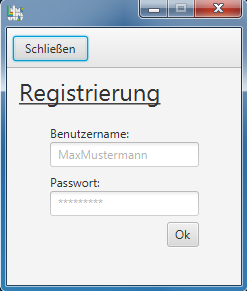 Schließen
Registrierung
Benutzername:
MaxMustermann
Passwort:
*********
Ok